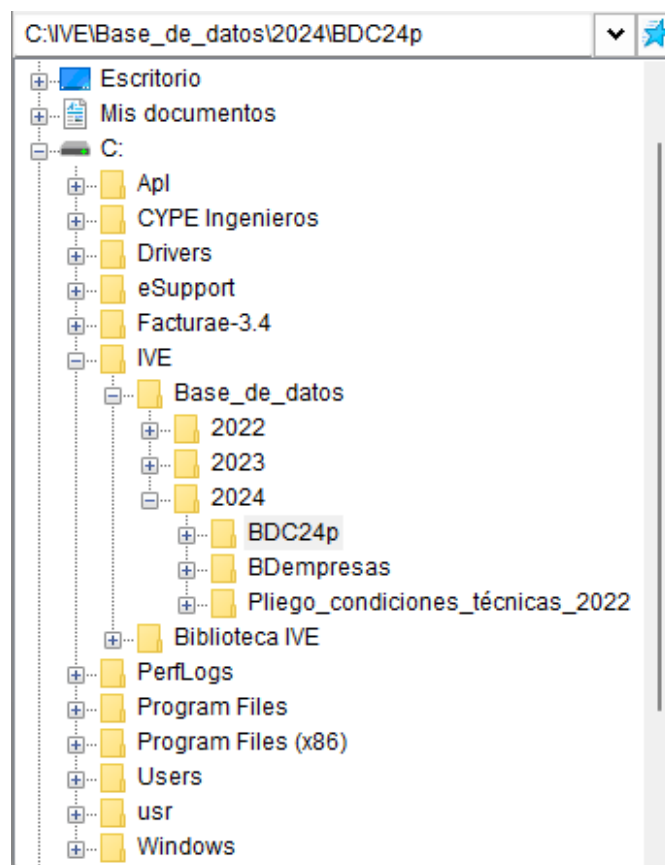 C:\IVE\Base_de_datos\2024\BDC24p
Escritorio
Mis documentos
C:
Apl
CYPE Ingenieros
Drivers
eSupport
Facturae-3.4
IVE
Base_de_datos
2022
2023
2024
BDC24p
BDempresas
Pliego_condiciones_técnicas_2022
Biblioteca IVE
PerfLogs
Program Files
Program Files (x86)
Users
usr
Windows